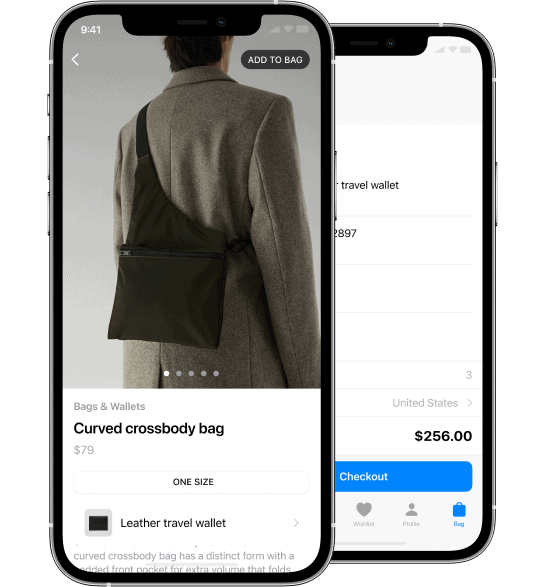 9:41
ADD TO BAG
Bags & Wallets
Curved crossbody bag
$79
ONE SIZE
Leather travel wallet
curved crossbody bag has a distinct form with a
front pocket for extra volume that folds
travel wallet
2897
3
United States
$256.00
Checkout
Wishlist
Profile
Bag